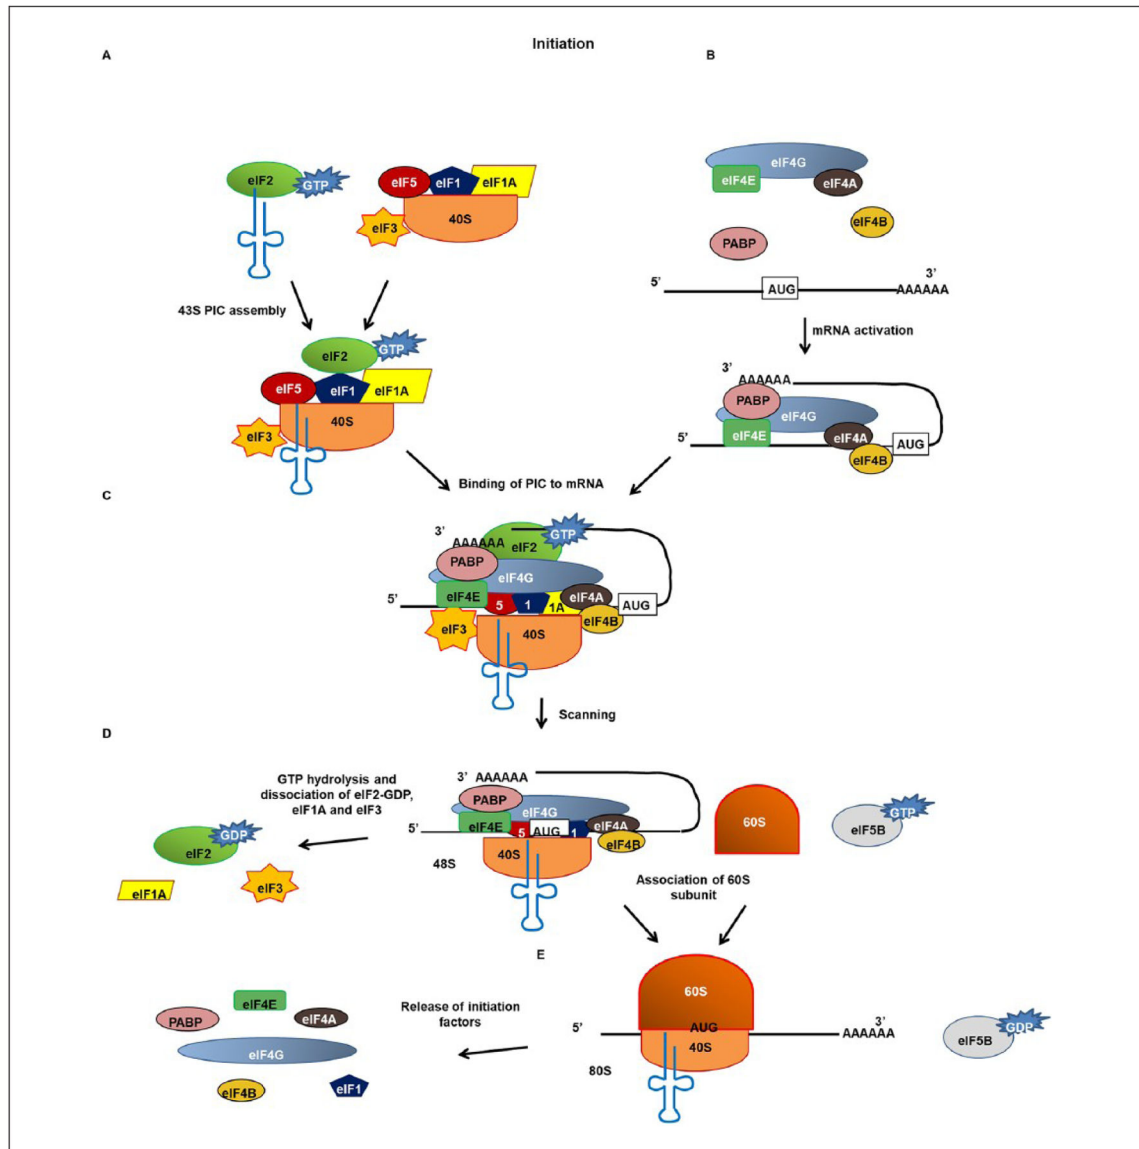 Initiation
A
B
eIF2
GTP
eIF5
eIF1
eIF1A
eIF3
40S
eIF4G
eIF4E
eIF4A
eIF4B
PABP
5’
AUG
3’
AAAAAA
43S PIC assembly
mRNA activation
eIF2
GTP
eIF5
eIF1
eIF1A
eIF3
40S
3’
AAAAAA
PABP
eIF4G
eIF4E
eIF4A
eIF4B
5’
AUG
Binding of PIC to mRNA
C
3’
AAAAAA
eIF2
GTP
PABP
eIF4G
5’
eIF4E
5
1
1A
eIF4A
eIF4B
AUG
eIF3
40S
Scanning
D
GTP hydrolysis and
dissociation of eIF2-GDP,
eIF1A and eIF3
GDP
eIF2
eIF1A
eIF3
3’
AAAAAA
PABP
eIF4G
5’
eIF4E
5
AUG
1
eIF4A
eIF4B
40S
48S
60S
GTP
eIF5B
Association of 60S
subunit
E
eIF4E
PABP
eIF4A
eIF4G
eIF4B
eIF1
Release of initiation
factors
60S
5’
AUG
40S
3’
AAAAAA
80S
GDP
eIF5B